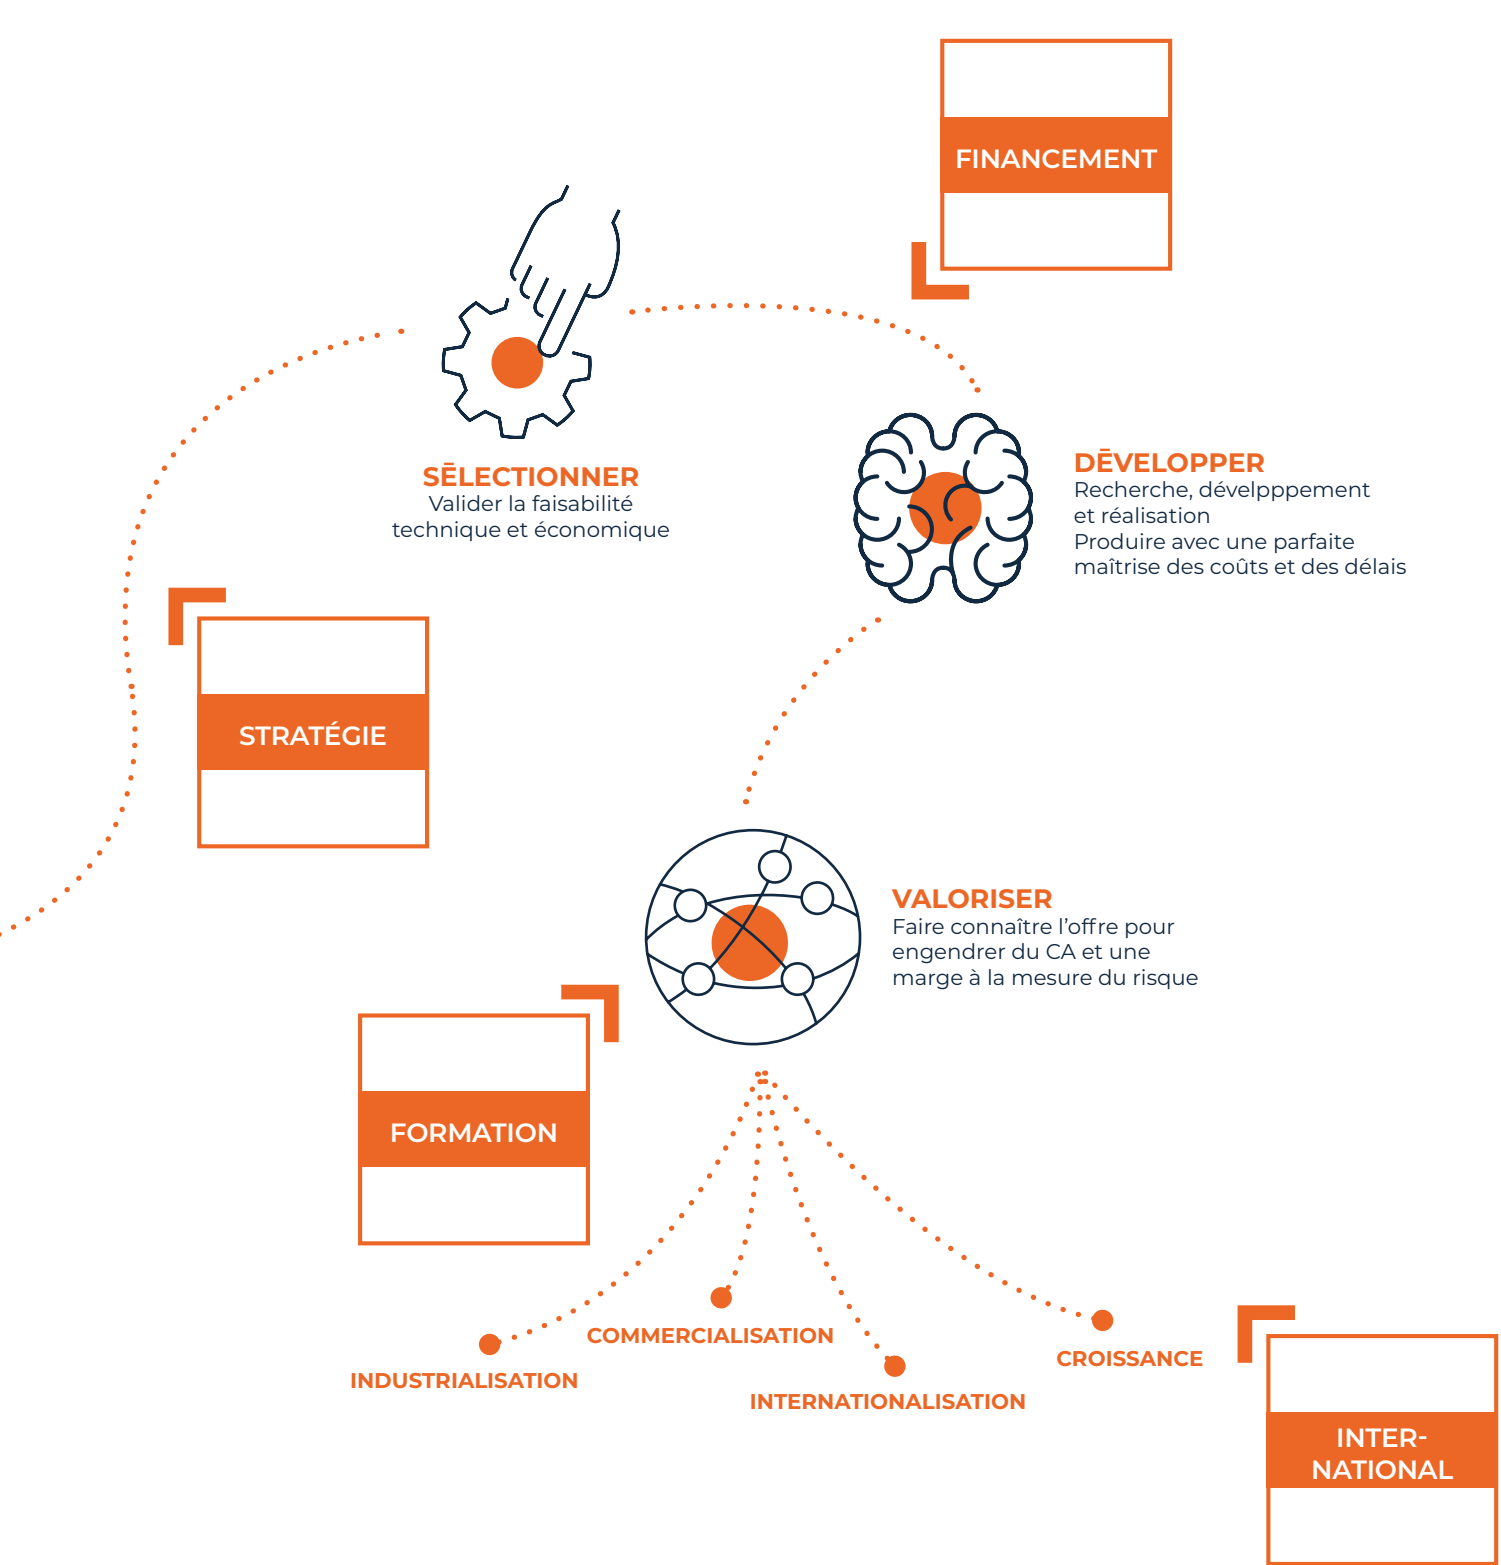 FINANCEMENT
SĒLECTIONNER
Valider la faisabilité
technique et économique
DĒVELOPPER
Recherche, dévelpppement
et réalisation
Produire avec une parfaite
maîtrise des coûts et des délais
STRATÉGIE
VALORISER
Faire connaître l’offre pour
engendrer du CA et une
marge à la mesure du risque
FORMATION
COMMERCIALISATION
INDUSTRIALISATION
CROISSANCE
INTERNATIONALISATION
INTER-
NATIONAL